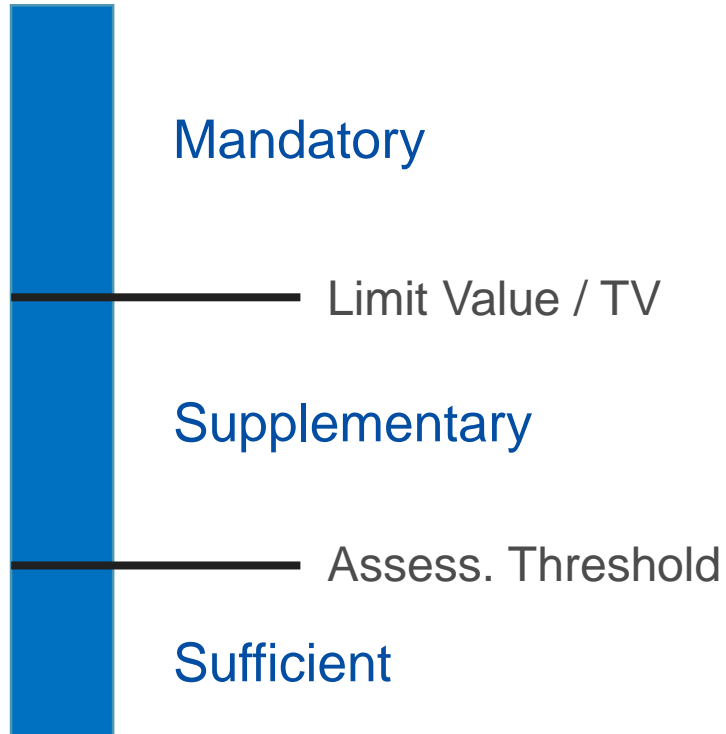 Mandatory
Limit Value / TV
Supplementary
Assess. Threshold
Sufficient